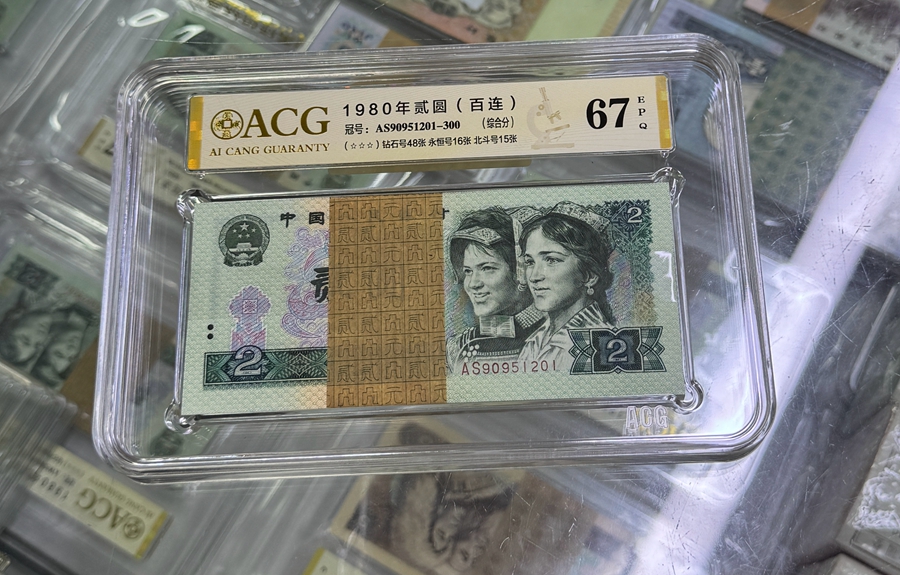 ACG
AI CANG GUARANTY
1980年贰圆（百连）
冠号：AS90951201-300 （综合分）
(☆☆☆) 钻石号48张 永恒号16张 北斗号15张
67
EPQ
中国
贰
2
2
2
AS90951201
ACG
ACG